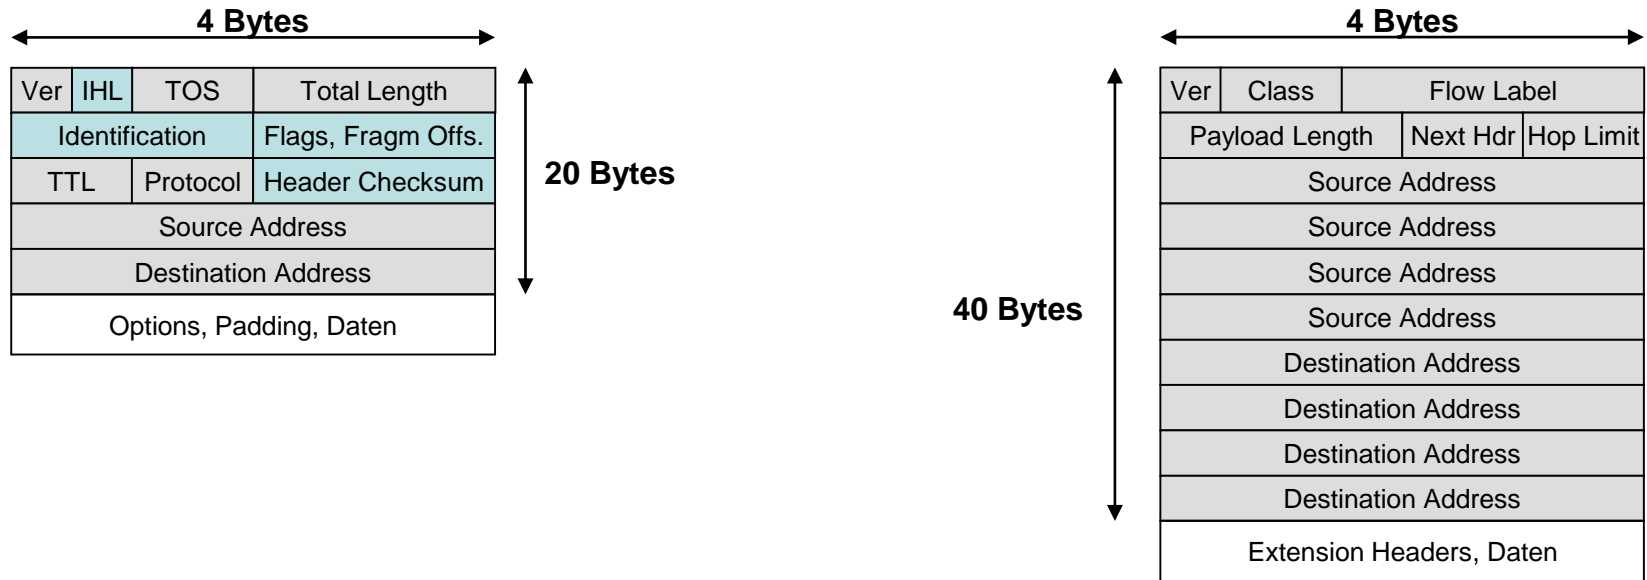 4 Bytes
Ver IHL TOS Total Length
Identification Flags, Fragm Offs.
TTL Protocol Header Checksum
Source Address
Destination Address
Options, Padding, Daten
20 Bytes
4 Bytes
Ver Class Flow Label
Payload Length Next Hdr Hop Limit
Source Address
Source Address
Source Address
Source Address
Destination Address
Destination Address
Destination Address
Destination Address
Extension Headers, Daten
40 Bytes